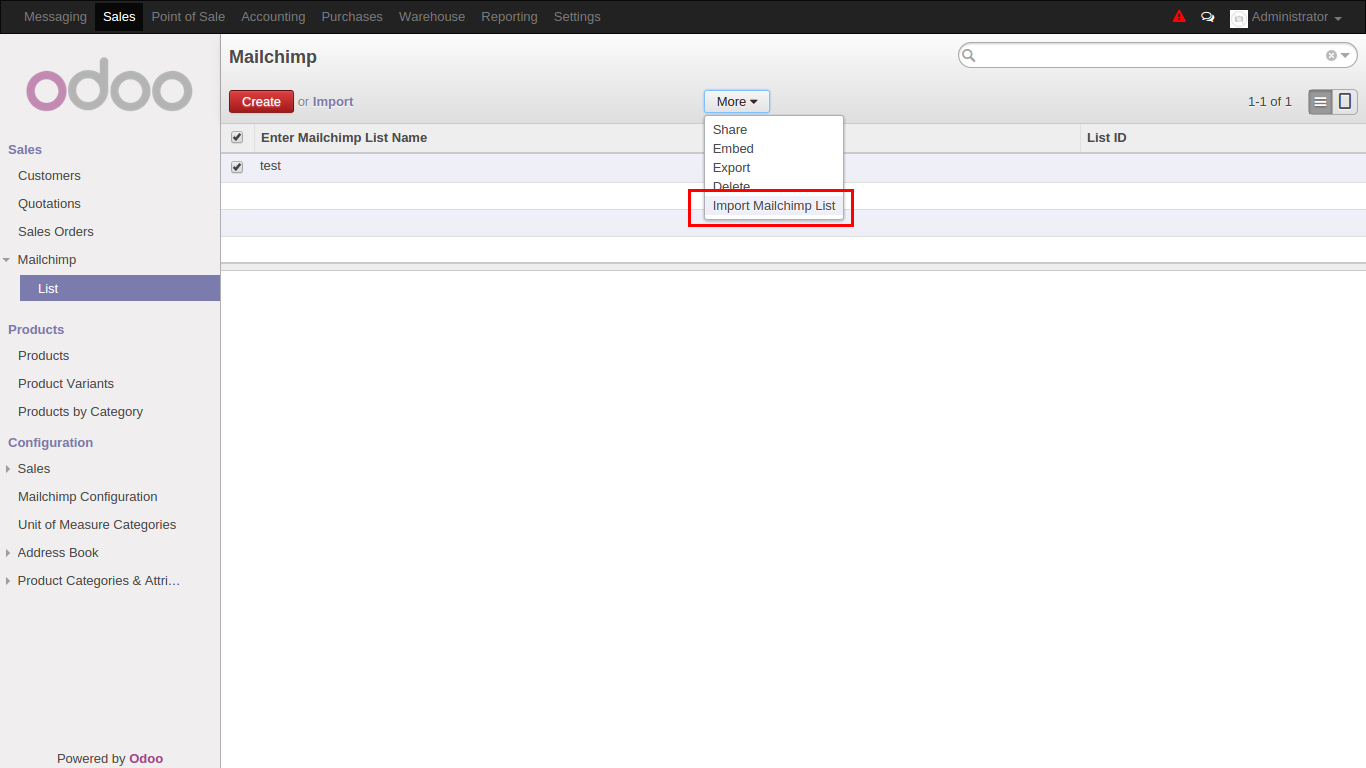 Messaging Sales Point of Sale Accounting Purchases Warehouse Reporting Settings Administrator
odoo
Mailchimp
Create or Import More 1-1 of 1
Share
Embed
Export
Delete
Import Mailchimp List
Enter Mailchimp List Name List ID
test
Sales
Customers
Quotations
Sales Orders
Mailchimp
List
Products
Products
Product Variants
Products by Category
Configuration
Sales
Mailchimp Configuration
Unit of Measure Categories
Address Book
Product Categories & Attri...
Powered by Odoo